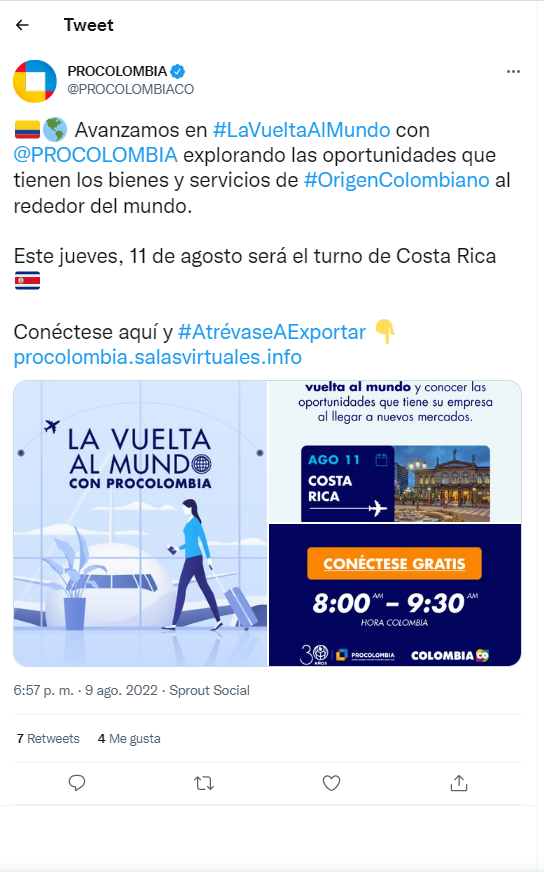 Tweet
PROCOLOMBIA
@PROCOLOMBIACO
Avanzamos en #LaVueltaAlMundo con
@PROCOLOMBIA explorando las oportunidades que
tienen los bienes y servicios de #OrigenColombiano al
rededor del mundo.
Este jueves, 11 de agosto será el turno de Costa Rica
Conéctese aquí y #AtrévaseAExportar
procolombia.salasvirtuales.info
LA VUELTA
AL MUNDO
CON PROCOLOMBIA
vuelta al mundo y conocer las
oportunidades que tiene su empresa
al llegar a nuevos mercados.
AGO 11
COSTA
RICA
CONÉCTESE GRATIS
8:00 AM – 9:30 AM
HORA COLOMBIA
30 AÑOS
PROCOLOMBIA
COLOMBIA CO
6:57 p. m. · 9 ago. 2022 · Sprout Social
7 Retweets 4 Me gusta